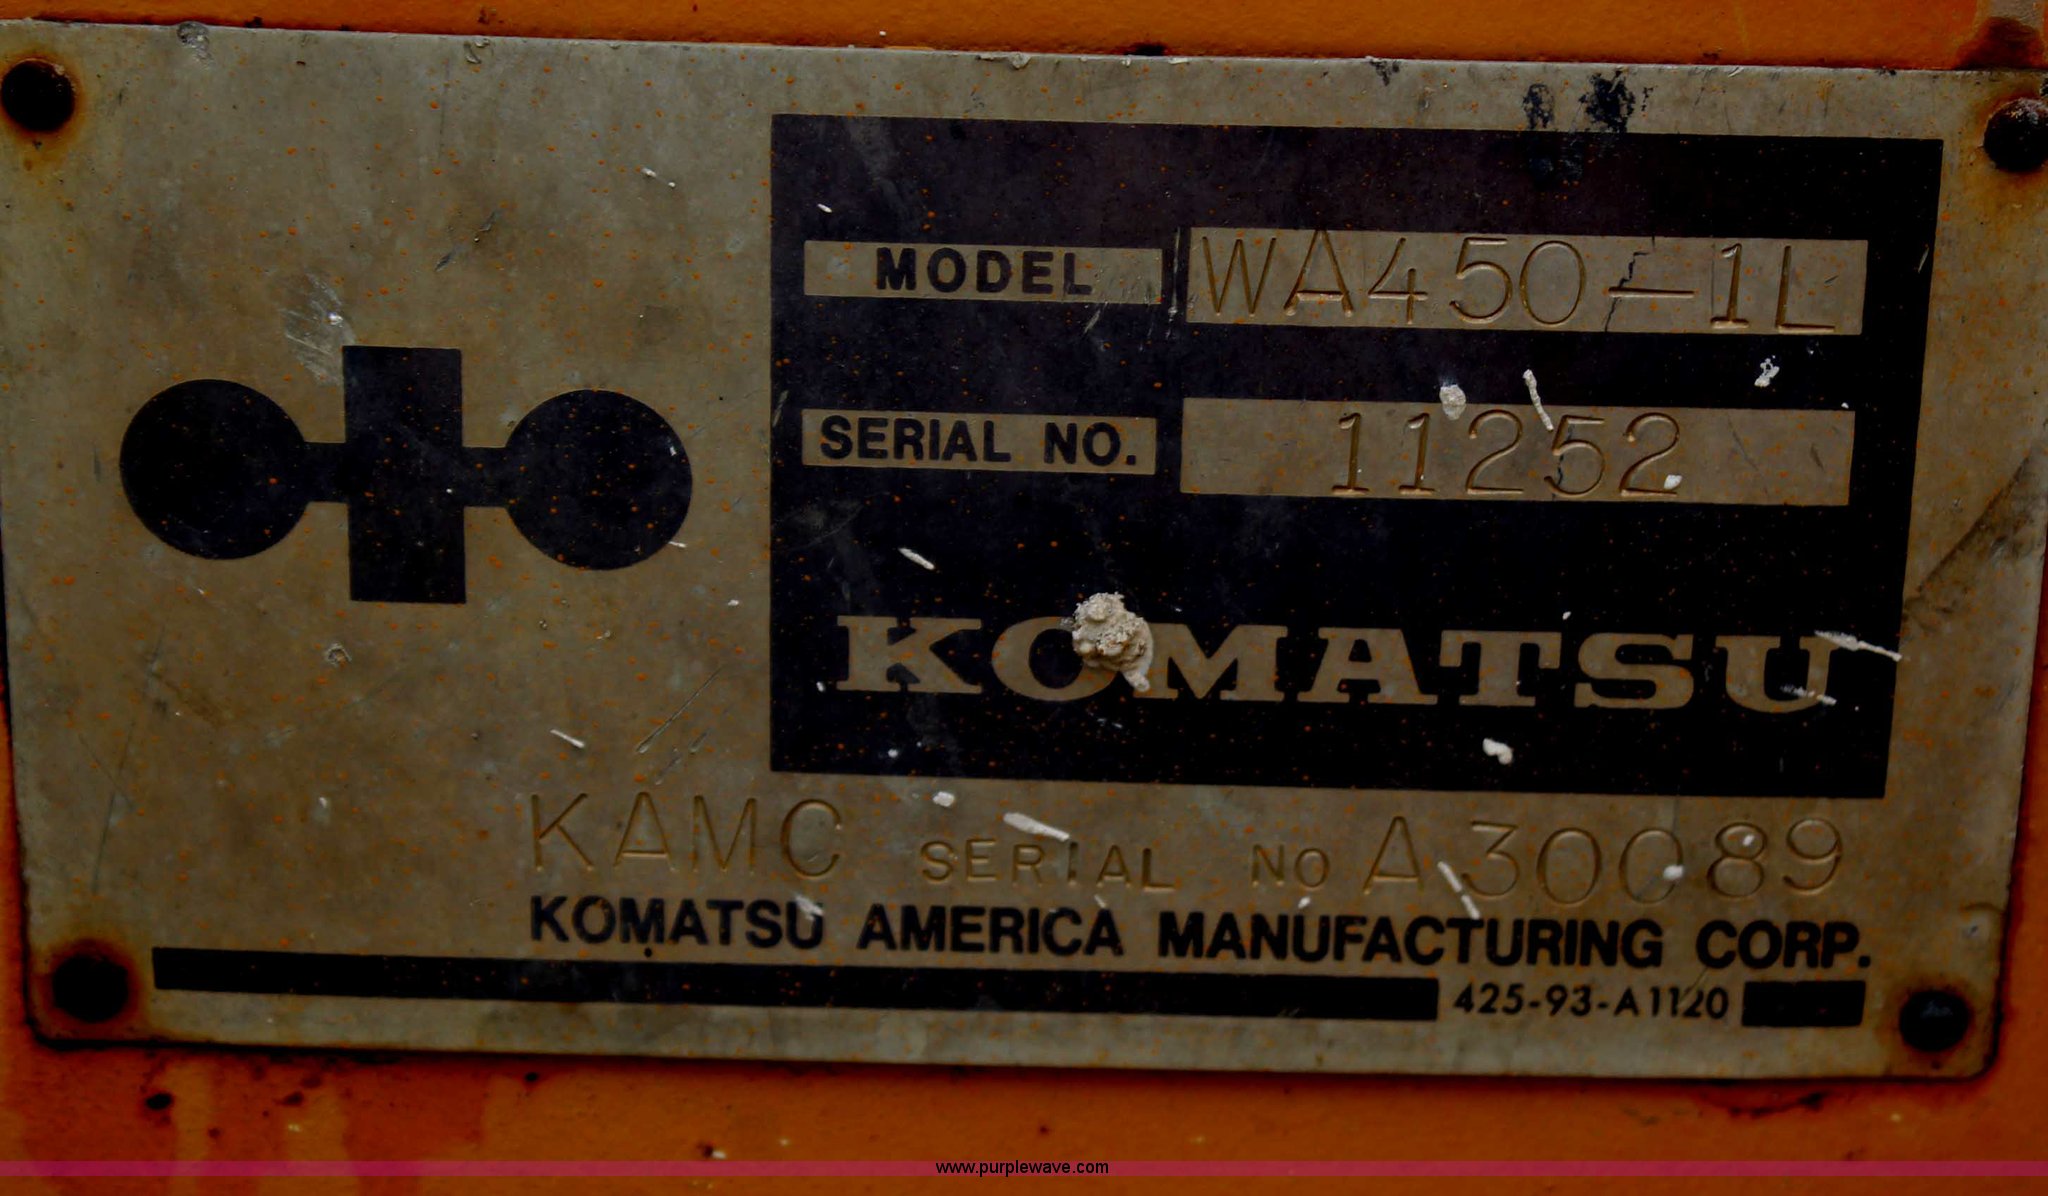 MODEL WA450-1L
SERIAL NO. 11252
KOMATSU
KAMC SERIAL NO A30089
KOMATSU AMERICA MANUFACTURING CORP.
425-93-A1120
www.purplewave.com